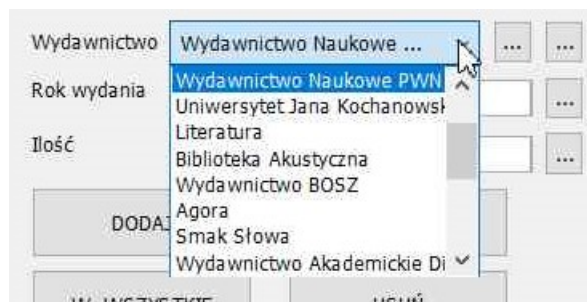 Wydawnictwo Wydawnictwo Naukowe ... ... ...
Wydawnictwo Naukowe PWN
Rok wydania ...
Uniwersytet Jana Kochanowsk
Literatura
Ilość ...
Biblioteka Akustyczna
Wydawnictwo BOSZ
Agora
DODAJ
Smak Słowa
Wydawnictwo Akademickie Di